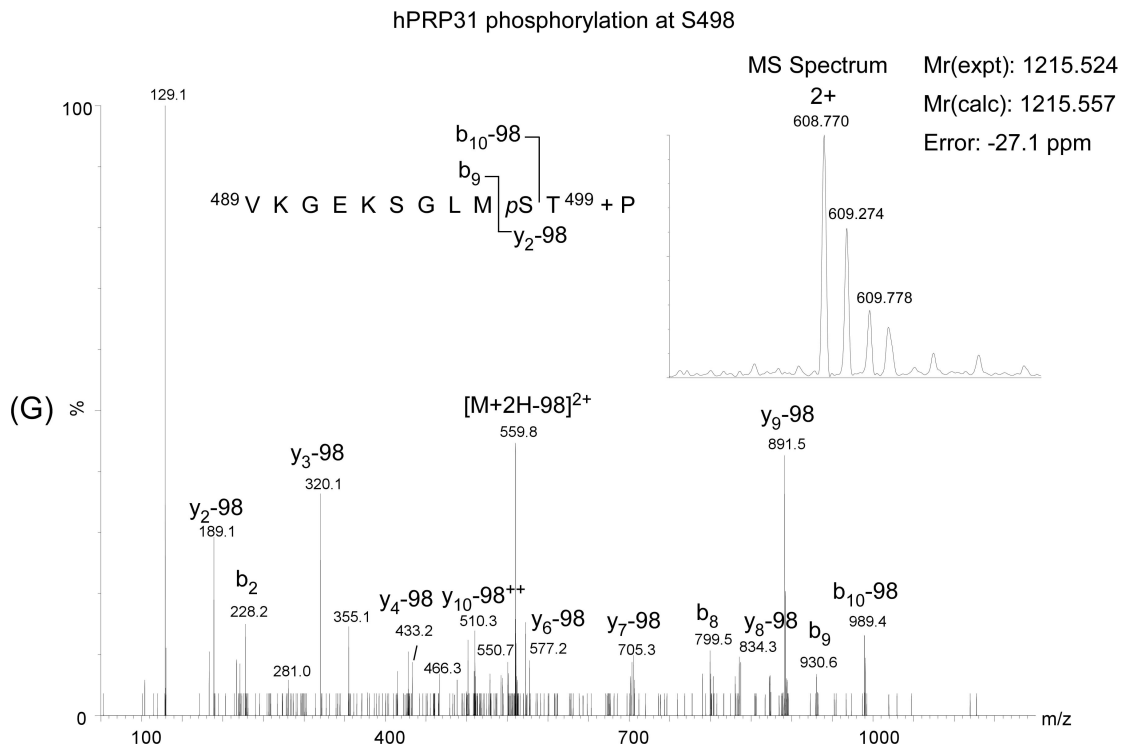 hPRP31 phosphorylation at S498
MS Spectrum
2+
608.770
609.274
609.778
Mr(expt): 1215.524
Mr(calc): 1215.557
Error: -27.1 ppm
129.1
b10-98
b9
489 V K G E K S G L M pS T 499 + P
y2-98
(G)
%
100
0
[M+2H-98]2+
559.8
y9-98
891.5
y3-98
320.1
y2-98
189.1
b2
228.2
281.0
355.1
y4-98
433.2
466.3
y10-98++
510.3
550.7
y6-98
577.2
y7-98
705.3
b8
799.5
y8-98
834.3
b9
930.6
b10-98
989.4
m/z
100 400 700 1000